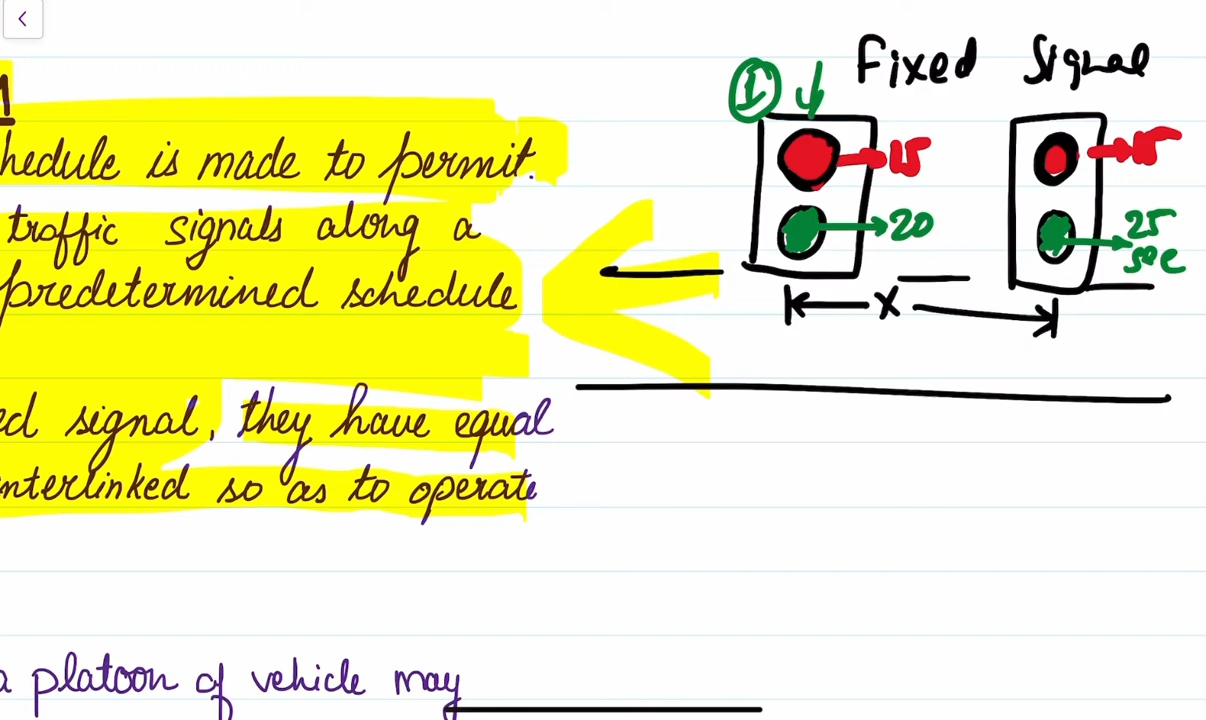 1
hedule is made to permit.
traffic signals along a
predetermined schedule
ed signal, they have equal
nterlinked so as to operate
a platoon of vehicle may
Fixed Signal
I
15
20
15
25
sec
X